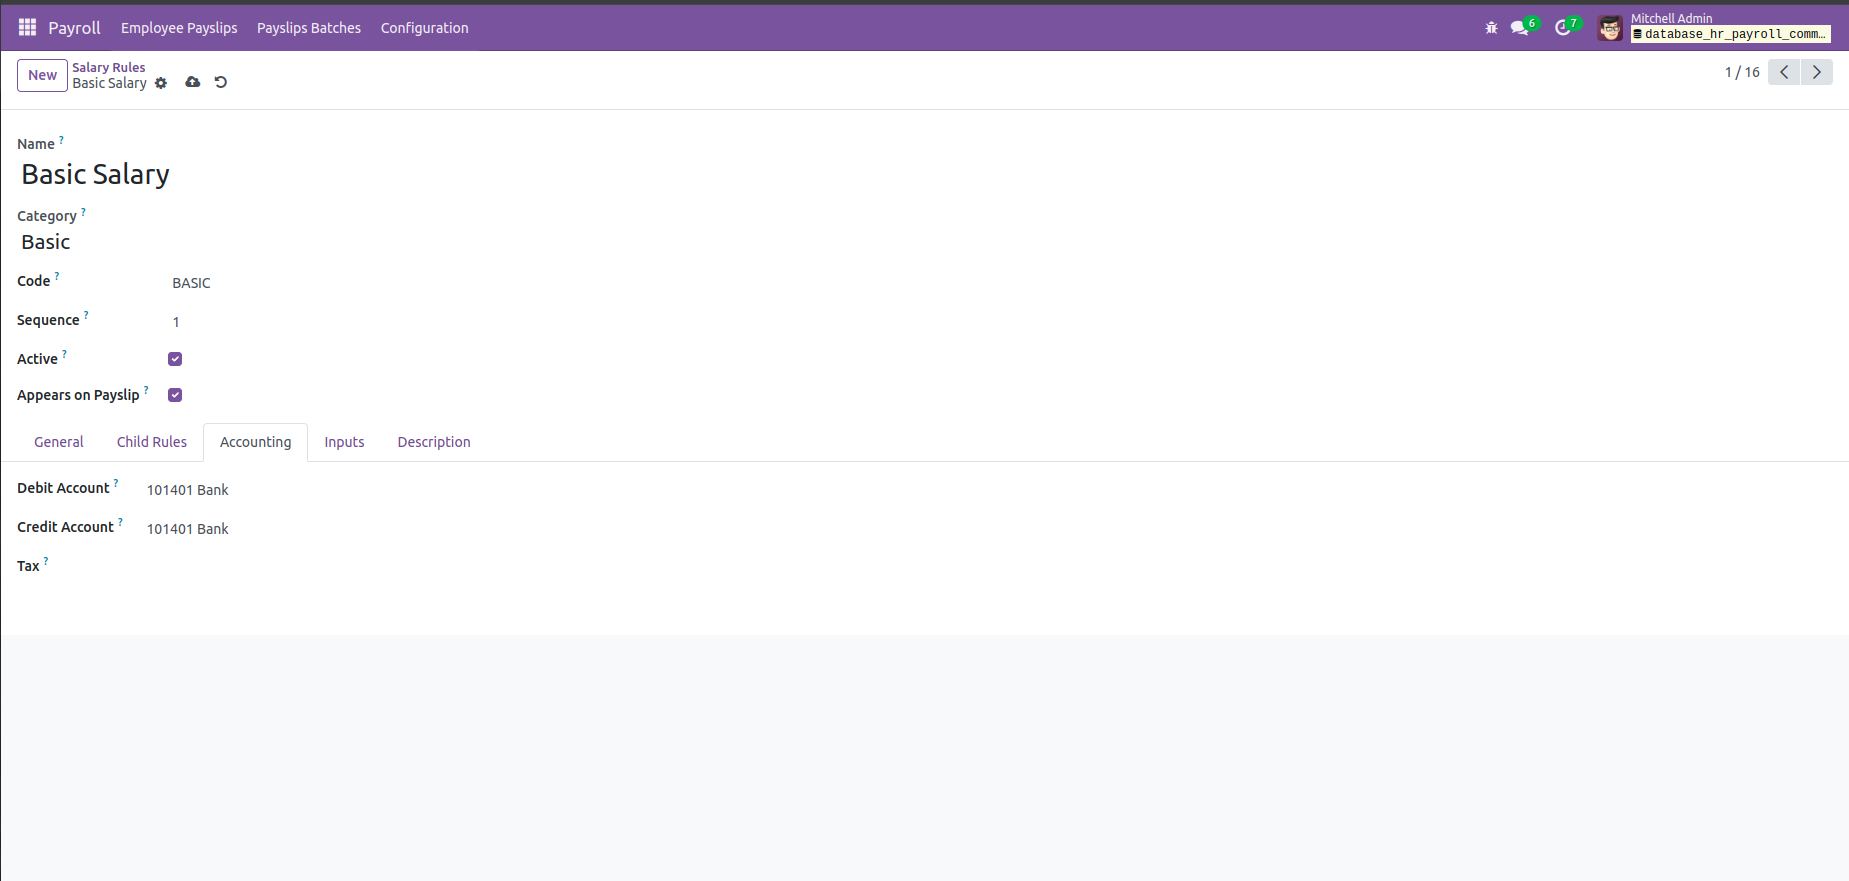 Payroll Employee Payslips Payslips Batches Configuration 6 7 Mitchell Admin
database_hr_payroll_comm...
New Salary Rules
Basic Salary
1 / 16
Name ?
Basic Salary
Category ?
Basic
Code ? BASIC
Sequence ? 1
Active ?
Appears on Payslip ?
General Child Rules Accounting Inputs Description
Debit Account ? 101401 Bank
Credit Account ? 101401 Bank
Tax ?